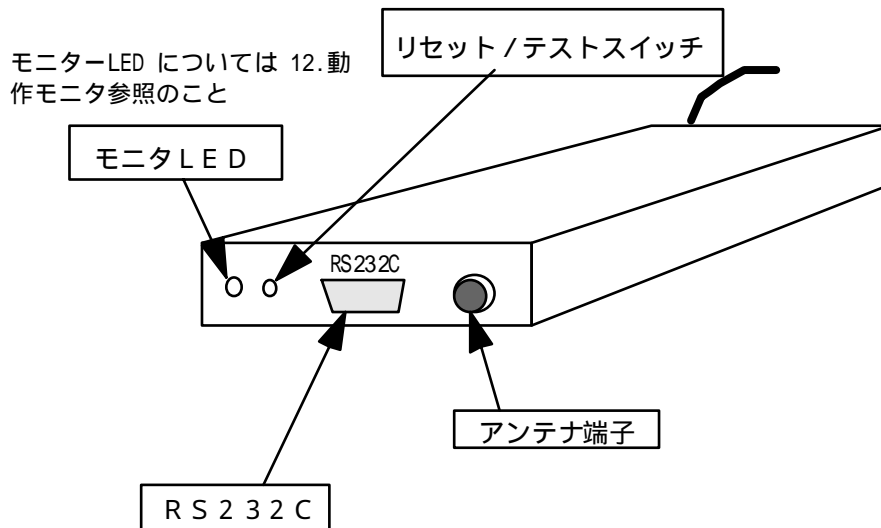 モニターLED については 12.動
作モニタ参照のこと
リセット/テストスイッチ
モニタLED
RS232C
アンテナ端子
RS232C